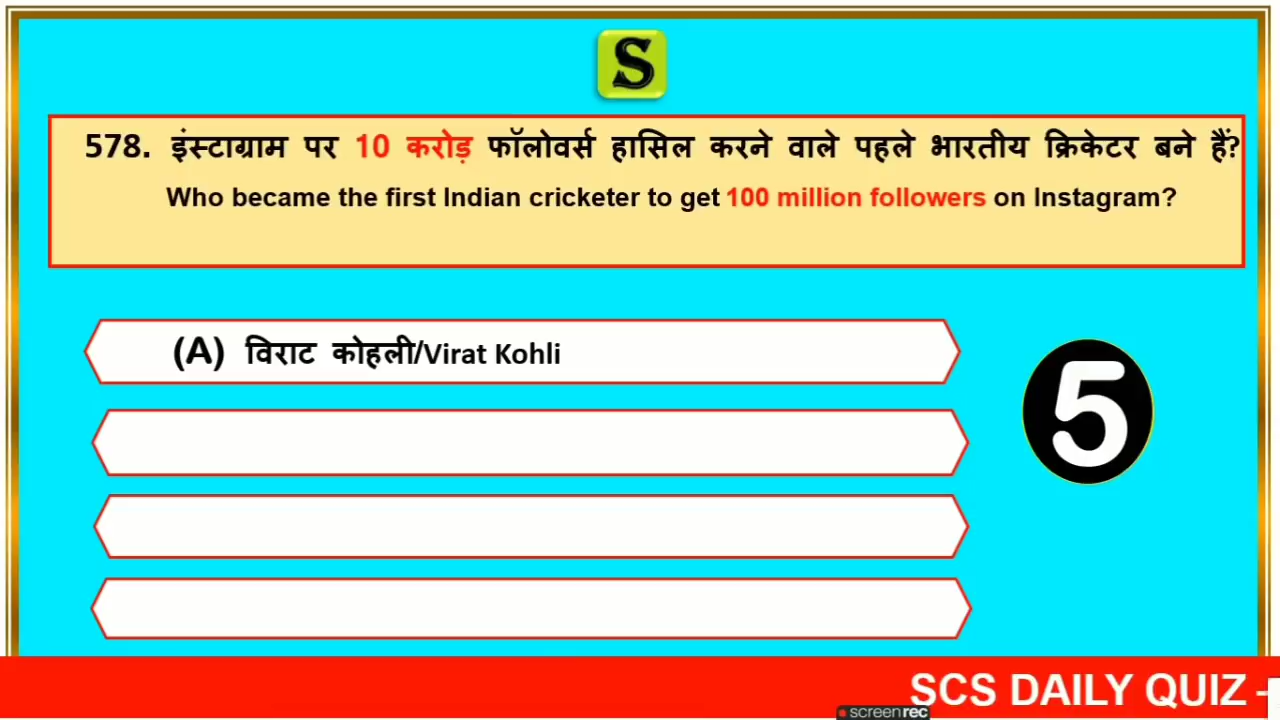 S
578. इंस्टाग्राम पर 10 करोड़ फॉलोवर्स हासिल करने वाले पहले भारतीय क्रिकेटर बने हैं?
Who became the first Indian cricketer to get 100 million followers on Instagram?
(A) विराट कोहली/Virat Kohli
5
SCS DAILY QUIZ -
screenrec